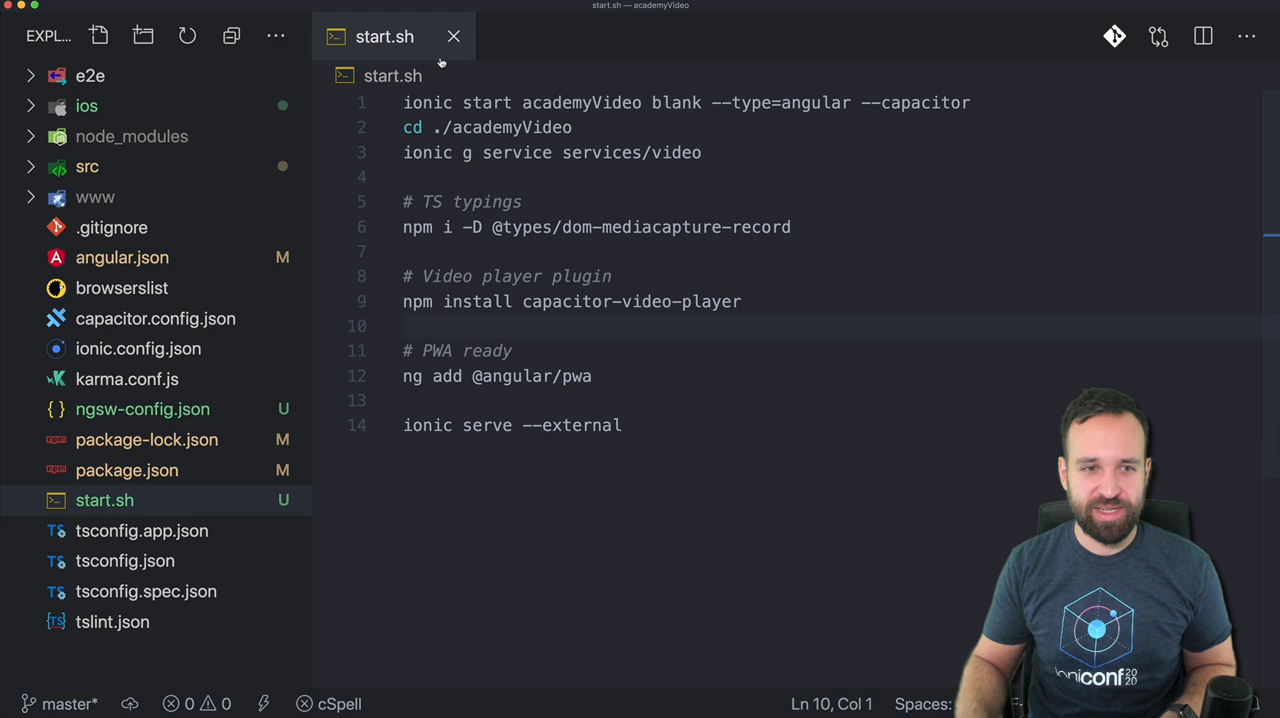 start.sh — academyVideo
EXPL...
start.sh
start.sh
e2e
ios
node_modules
src
www
.gitignore
angular.json M
browserslist
capacitor.config.json
ionic.config.json
karma.conf.js
ngsw-config.json U
package-lock.json M
package.json M
start.sh U
tsconfig.app.json
tsconfig.json
tsconfig.spec.json
tslint.json
1 ionic start academyVideo blank --type=angular --capacitor
2 cd ./academyVideo
3 ionic g service services/video
4
5 # TS typings
6 npm i -D @types/dom-mediacapture-record
7
8 # Video player plugin
9 npm install capacitor-video-player
10
11 # PWA ready
12 ng add @angular/pwa
13
14 ionic serve --external
ioniconf 2020
master* 0 0 cSpell Ln 10, Col 1 Spaces: